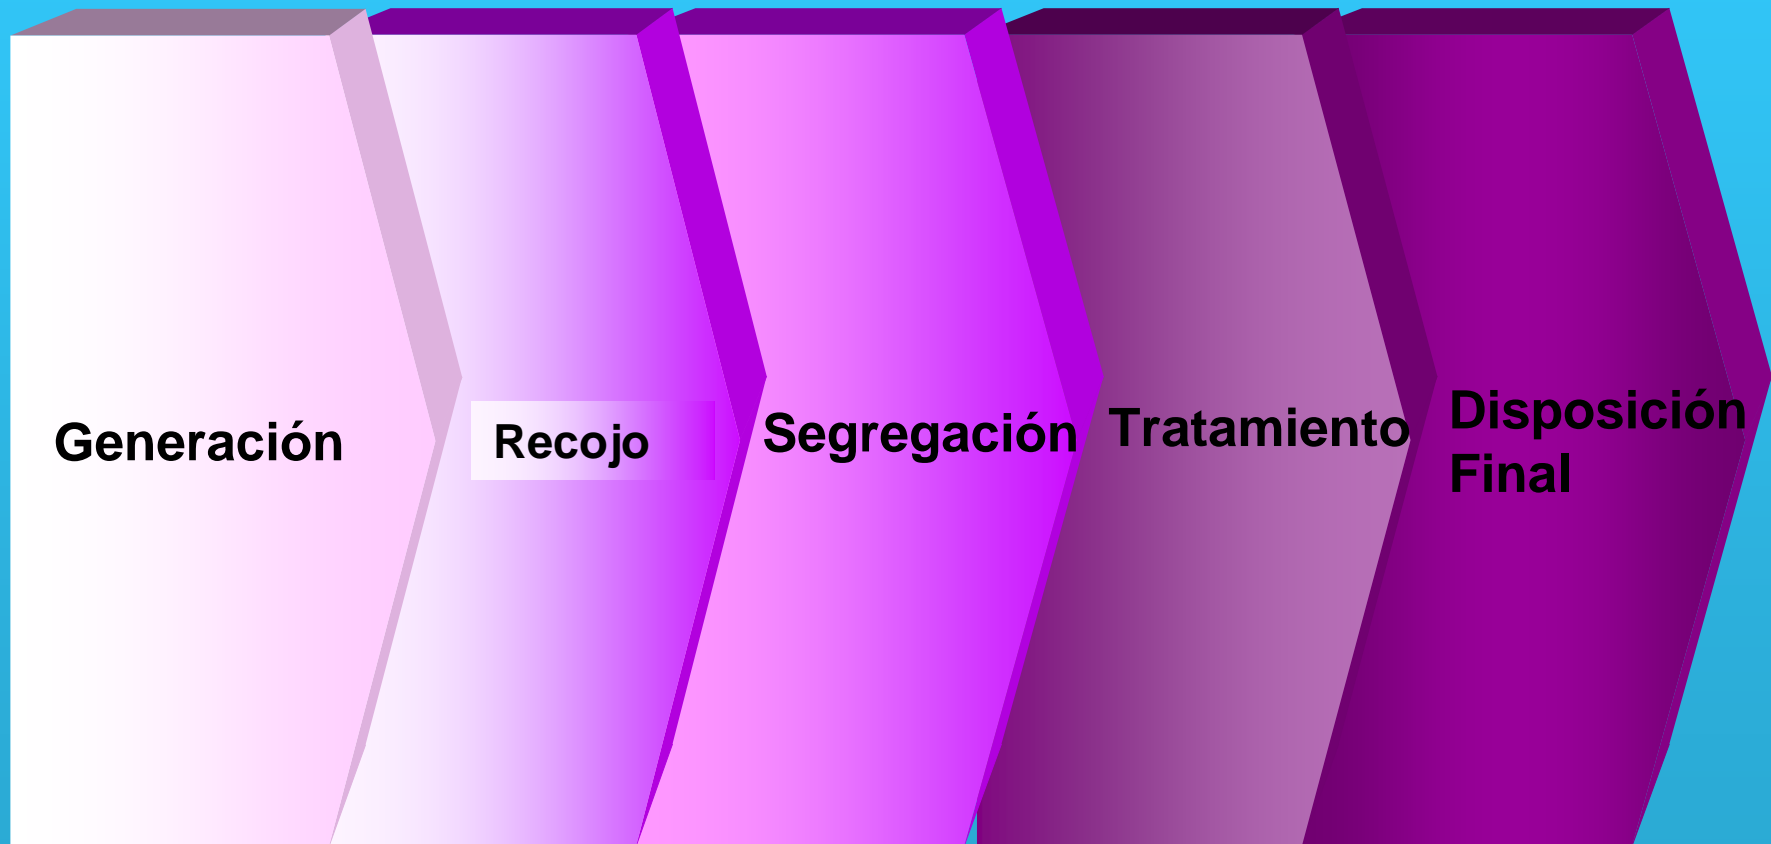 Generación
Recojo
Segregación
Tratamiento
Disposición
Final